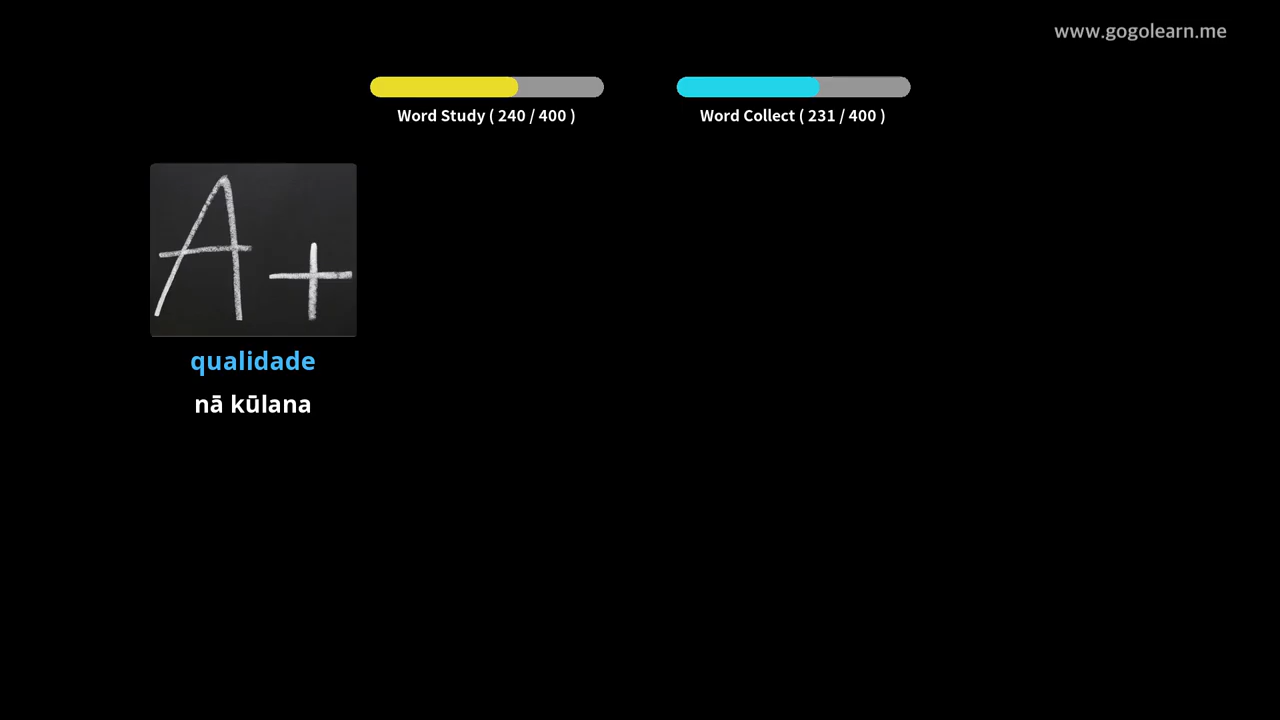 www.gogolearn.me
Word Study ( 240 / 400 )
Word Collect ( 231 / 400 )
A+
qualidade
nā kūlana